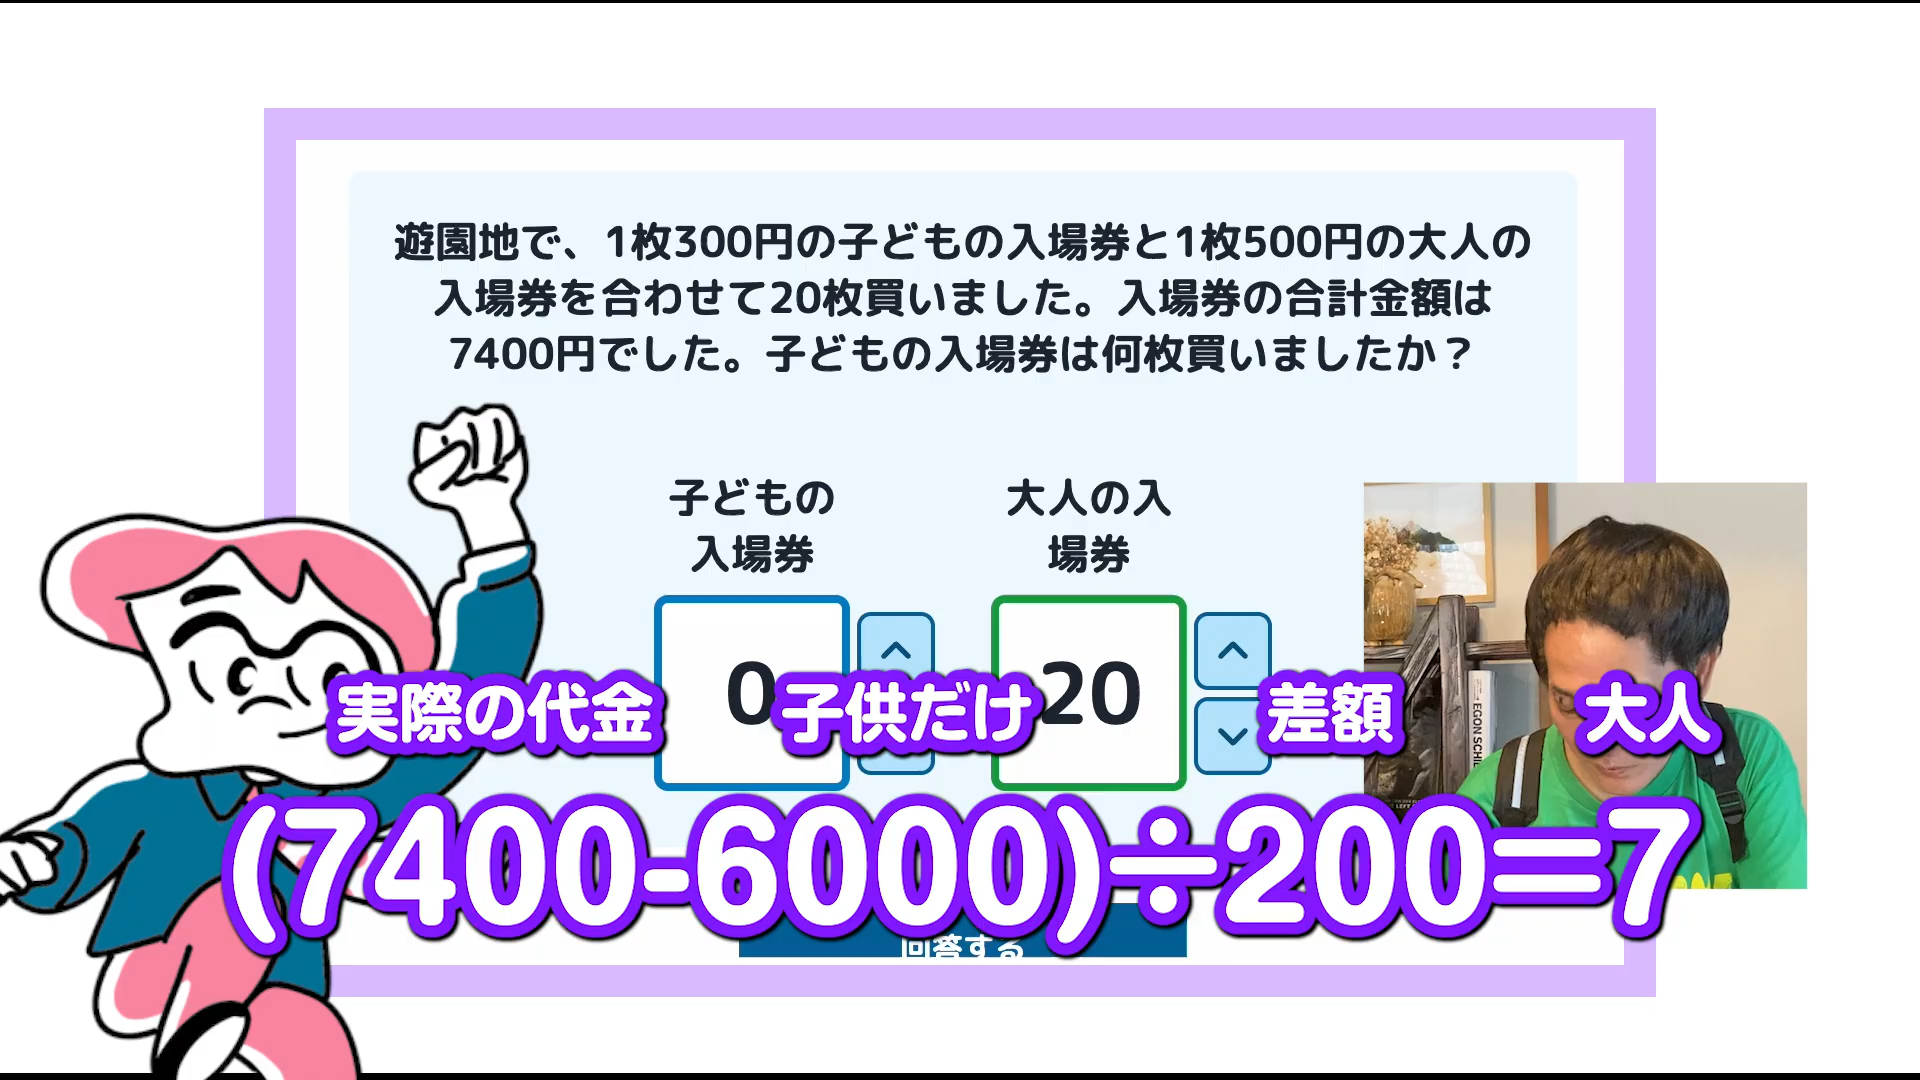 遊園地で、1枚300円の子どもの入場券と1枚500円の大人の
入場券を合わせて20枚買いました。入場券の合計金額は
7400円でした。子どもの入場券は何枚買いましたか？
子どもの
入場券
大人の入
場券
0
20
実際の代金 子供だけ 差額 大人
(7400-6000)÷200=7
回答する